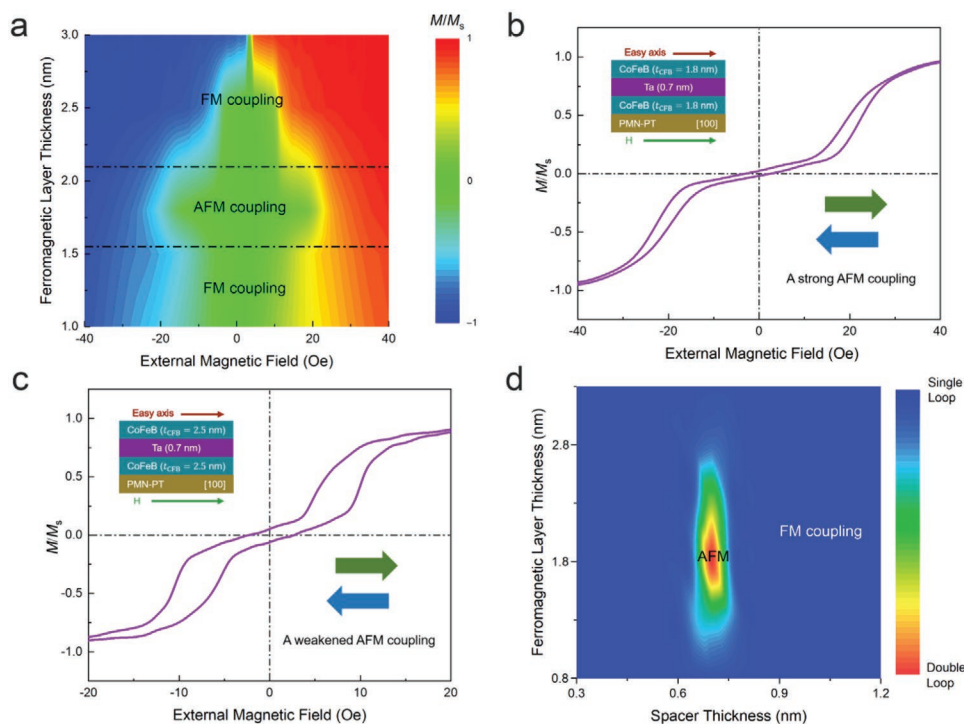 a
M/Ms
3.0
2.5
2.0
1.5
1.0
Ferromagnetic Layer Thickness (nm)
FM coupling
AFM coupling
FM coupling
-40
-20
0
20
40
External Magnetic Field (Oe)
1
0
−1
b
1.0
0.5
0.0
-0.5
-1.0
M/Ms
Easy axis
CoFeB (tCFB = 1.8 nm)
Ta (0.7 nm)
CoFeB (tCFB = 1.8 nm)
PMN-PT [100]
H
A strong AFM coupling
-40
-20
0
20
40
External Magnetic Field (Oe)
c
1.0
0.5
0.0
-0.5
-1.0
M/Ms
Easy axis
CoFeB (tCFB = 2.5 nm)
Ta (0.7 nm)
CoFeB (tCFB = 2.5 nm)
PMN-PT [100]
H
A weakened AFM coupling
-20
-10
0
10
20
External Magnetic Field (Oe)
d
2.8
1.8
0.8
Ferromagnetic Layer Thickness (nm)
AFM
FM coupling
0.3
0.6
0.9
1.2
Spacer Thickness (nm)
Single
Loop
Double
Loop